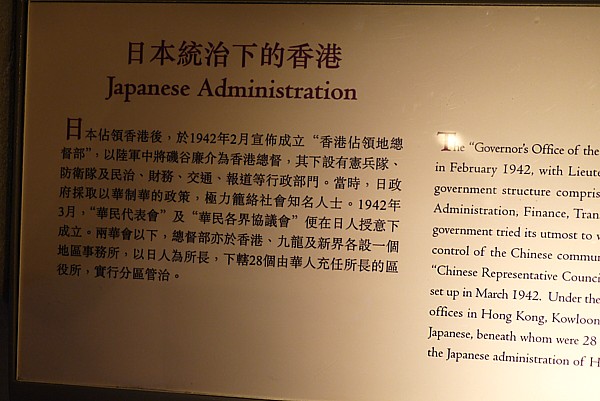 日本統治下的香港
Japanese Administration
日本佔領香港後，於1942年2月宣佈成立“香港佔領地總
督部”，以陸軍中將磯谷廉介為香港總督，其下設有憲兵隊、
防衛隊及民治、財務、交通、報道等行政部門。當時，日政
府採取以華制華的政策，極力籠絡社會知名人士。1942年
3月，“華民代表會”及“華民各界協議會”便在日人授意下
成立。兩華會以下，總督部亦於香港、九龍及新界各設一個
地區事務所，以日人為所長，下轄28個由華人充任所長的區
役所，實行分區管治。
The “Governor’s Office of the
in February 1942, with Lieute
government structure compris
Administration, Finance, Tran
government tried its utmost to w
control of the Chinese commun
“Chinese Representative Counci
set up in March 1942. Under the
offices in Hong Kong, Kowloon
Japanese, beneath whom were 28
the Japanese administration of H